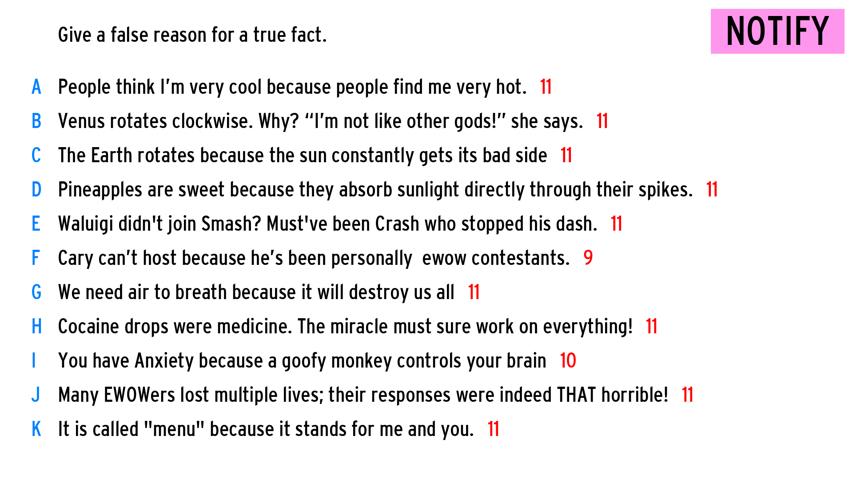 Give a false reason for a true fact.
NOTIFY
A People think I'm very cool because people find me very hot. 11
B Venus rotates clockwise. Why? “I'm not like other gods!” she says. 11
C The Earth rotates because the sun constantly gets its bad side 11
D Pineapples are sweet because they absorb sunlight directly through their spikes. 11
E Waluigi didn't join Smash? Must've been Crash who stopped his dash. 11
F Cary can't host because he's been personally  ewow contestants. 9
G We need air to breath because it will destroy us all 11
H Cocaine drops were medicine. The miracle must sure work on everything! 11
I You have Anxiety because a goofy monkey controls your brain 10
J Many EWOWers lost multiple lives; their responses were indeed THAT horrible! 11
K It is called "menu" because it stands for me and you. 11